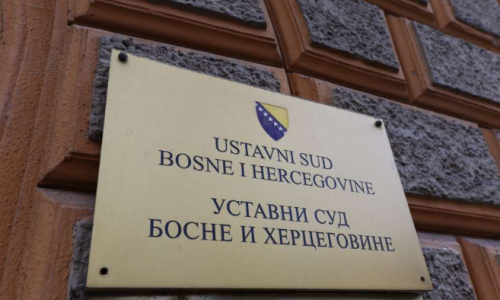 USTAVNI SUD
BOSNE I HERCEGOVINE
УСТАВНИ СУД
БОСНЕ И ХЕРЦЕГОВИНЕ